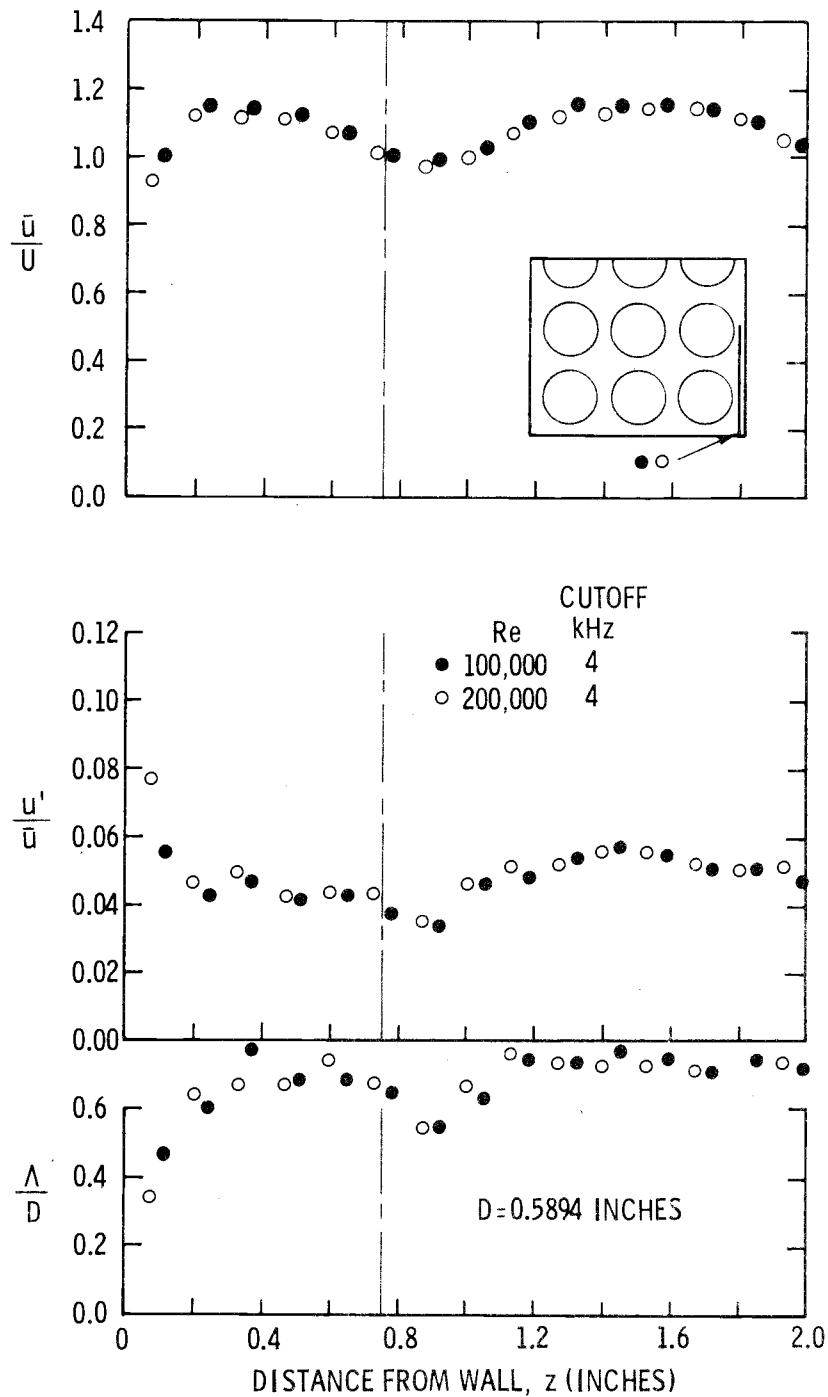 1.4
1.2
1.0
0.8
0.6
0.4
0.2
0.0
ū
U
CUTOFF
Re kHz
● 100,000 4
○ 200,000 4
0.12
0.10
0.08
0.06
0.04
0.02
0.00
u'
ū
0.6
0.4
0.2
0.0
Λ
D
D=0.5894 INCHES
0 0.4 0.8 1.2 1.6 2.0
DISTANCE FROM WALL, z (INCHES)